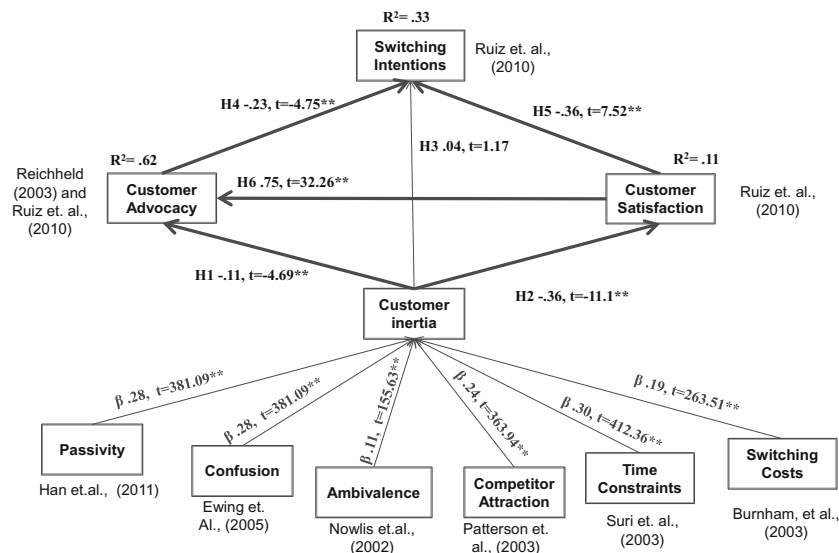 R²= .33
Switching
Intentions
Ruiz et. al.,
(2010)
H4 -.23, t=-4.75**
H5 -.36, t=7.52**
H3 .04, t=1.17
R²= .62
R²= .11
Reichheld
(2003) and
Ruiz et. al.,
(2010)
Customer
Advocacy
H6 .75, t=32.26**
Customer
Satisfaction
Ruiz et. al.,
(2010)
H1 -.11, t=-4.69**
H2 -.36, t=-11.1**
Customer
inertia
β .28, t=381.09**
β .28, t=381.09**
β .11, t=155.63**
β .24, t=363.94**
β .30, t=412.36**
β .19, t=263.51**
Passivity
Han et.al., (2011)
Confusion
Ewing et.
Al., (2005)
Ambivalence
Nowlis et.al.,
(2002)
Competitor
Attraction
Patterson et.
al., (2003)
Time
Constraints
Suri et. al.,
(2003)
Switching
Costs
Burnham, et al.,
(2003)